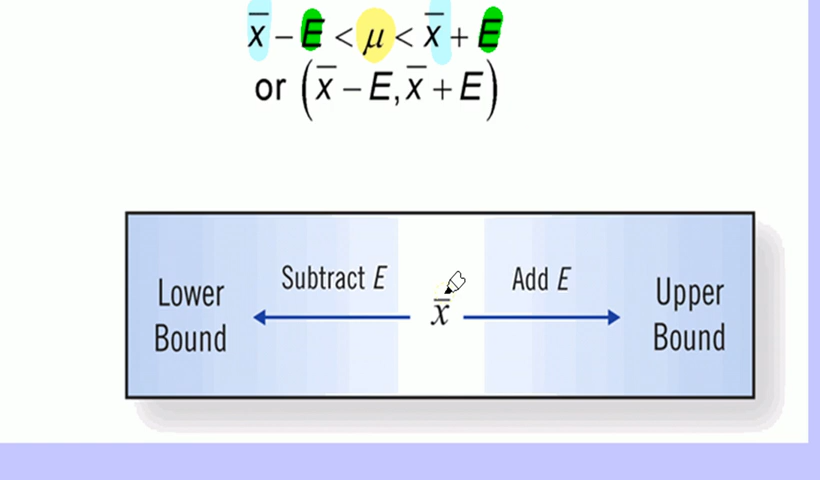 x̅ − E < μ < x̅ + E
or (x̅ − E, x̅ + E)
Subtract E
Add E
Lower
Bound
x̅
Upper
Bound